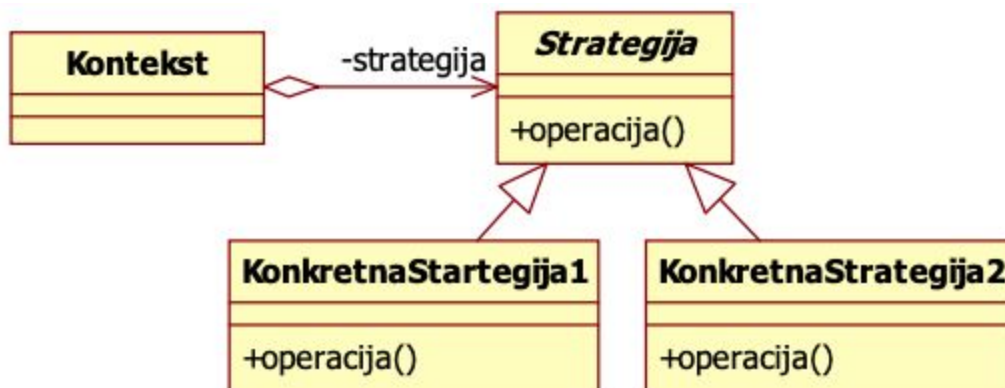 Kontekst
-strategija
Strategija
+operacija()
KonkretnaStartegija1
+operacija()
KonkretnaStrategija2
+operacija()